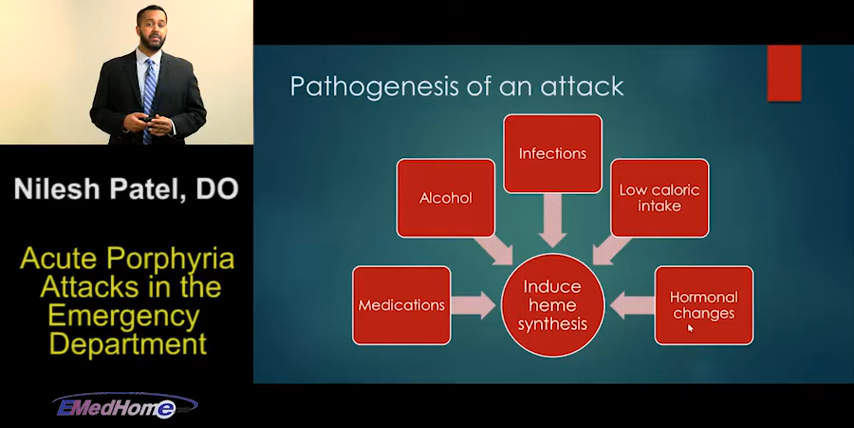 Pathogenesis of an attack
Infections
Alcohol
Low caloric
intake
Medications
Induce
heme
synthesis
Hormonal
changes
Nilesh Patel, DO
Acute Porphyria
Attacks in the
Emergency
Department
EMedHome